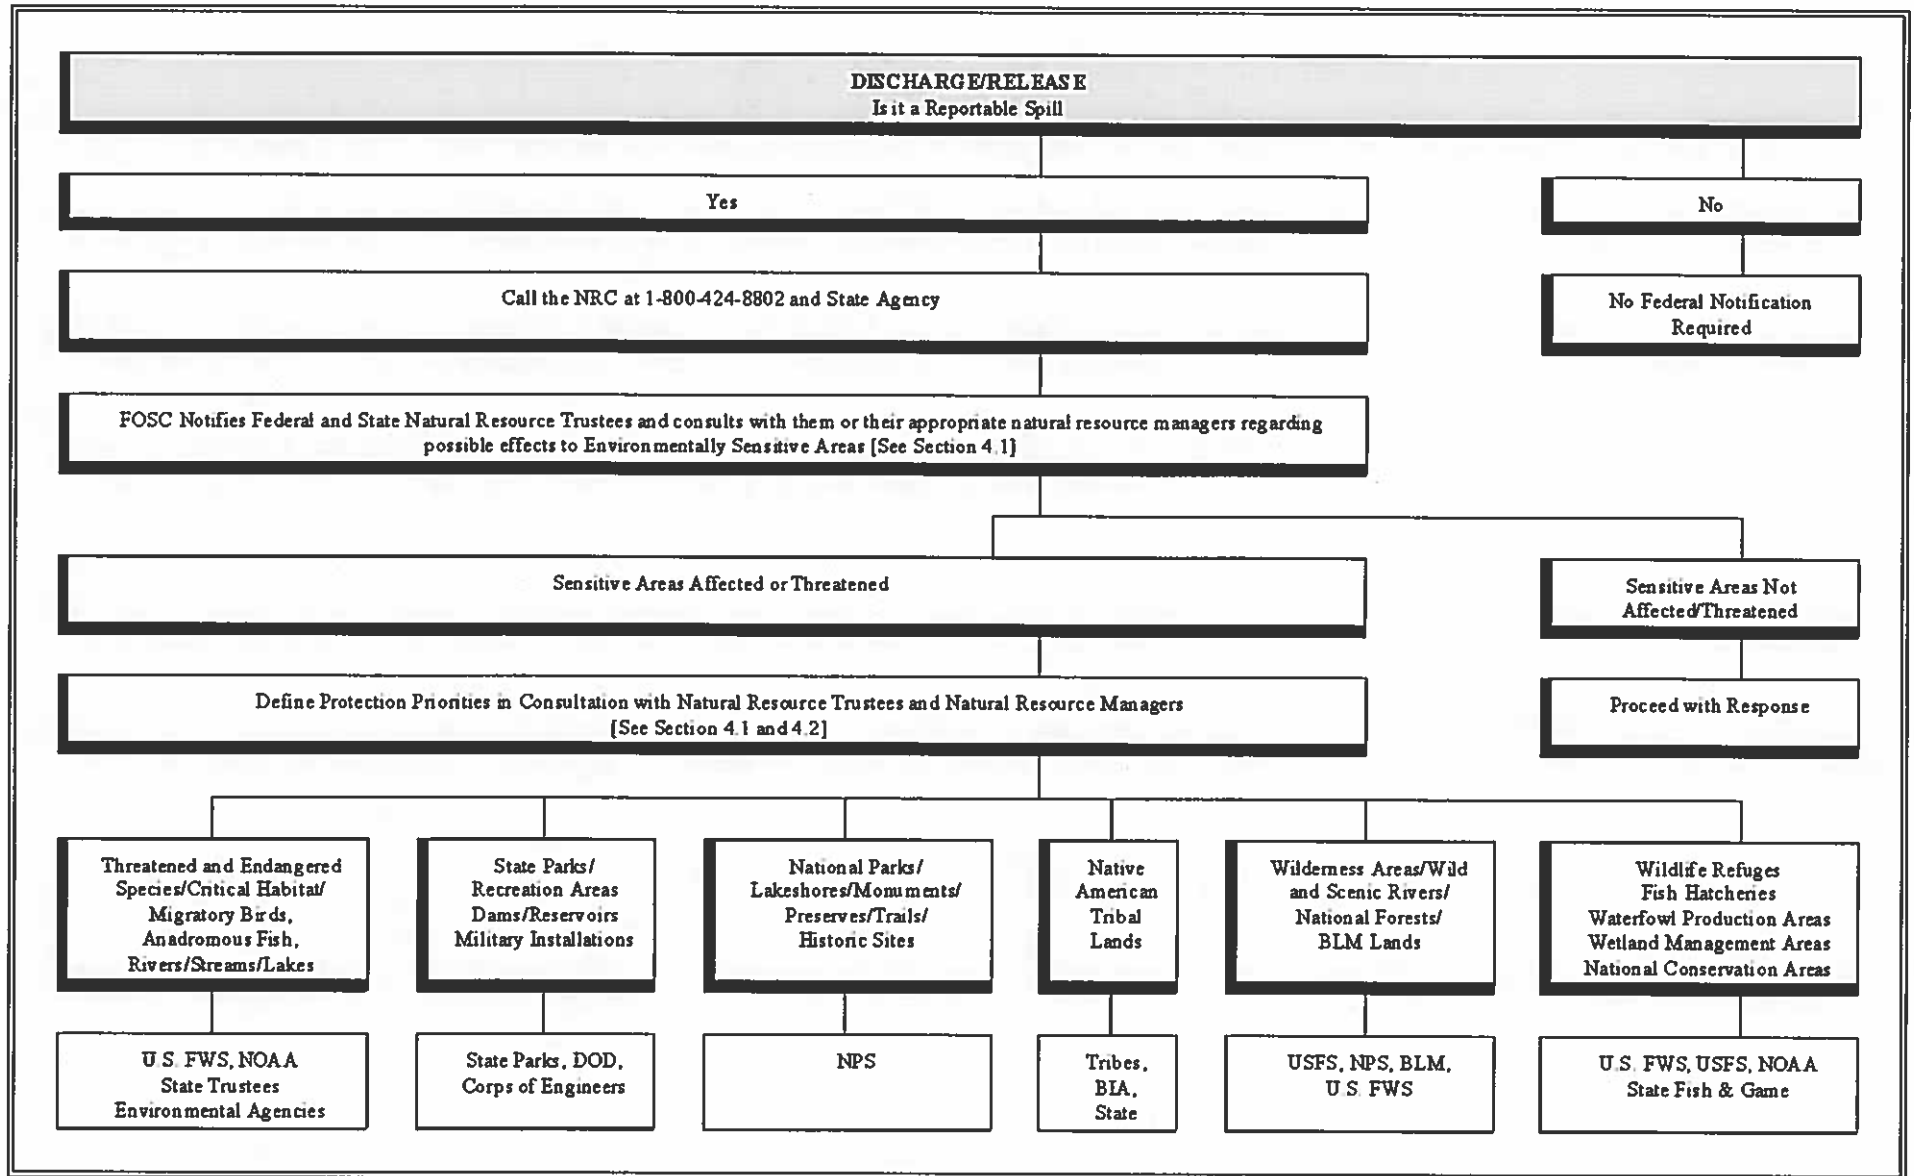 DISCHARGE/RELEASE
Is it a Reportable Spill
Yes
No
Call the NRC at 1-800-424-8802 and State Agency
No Federal Notification
Required
FOSC Notifies Federal and State Natural Resource Trustees and consults with them or their appropriate natural resource managers regarding
possible effects to Environmentally Sensitive Areas [See Section 4.1]
Sensitive Areas Affected or Threatened
Sensitive Areas Not
Affected/Threatened
Define Protection Priorities in Consultation with Natural Resource Trustees and Natural Resource Managers
[See Section 4.1 and 4.2]
Proceed with Response
Threatened and Endangered
Species/Critical Habitat/
Migratory Birds,
Anadromous Fish,
Rivers/Streams/Lakes
State Parks/
Recreation Areas
Dams/Reservoirs
Military Installations
National Parks/
Lakeshores/Monuments/
Preserves/Trails/
Historic Sites
Native
American
Tribal
Lands
Wilderness Areas/Wild
and Scenic Rivers/
National Forests/
BLM Lands
Wildlife Refuges
Fish Hatcheries
Waterfowl Production Areas
Wetland Management Areas
National Conservation Areas
U.S. FWS, NOAA
State Trustees
Environmental Agencies
State Parks, DOD,
Corps of Engineers
NPS
Tribes,
BIA,
State
USFS, NPS, BLM,
U.S. FWS
U.S. FWS, USFS, NOAA
State Fish & Game